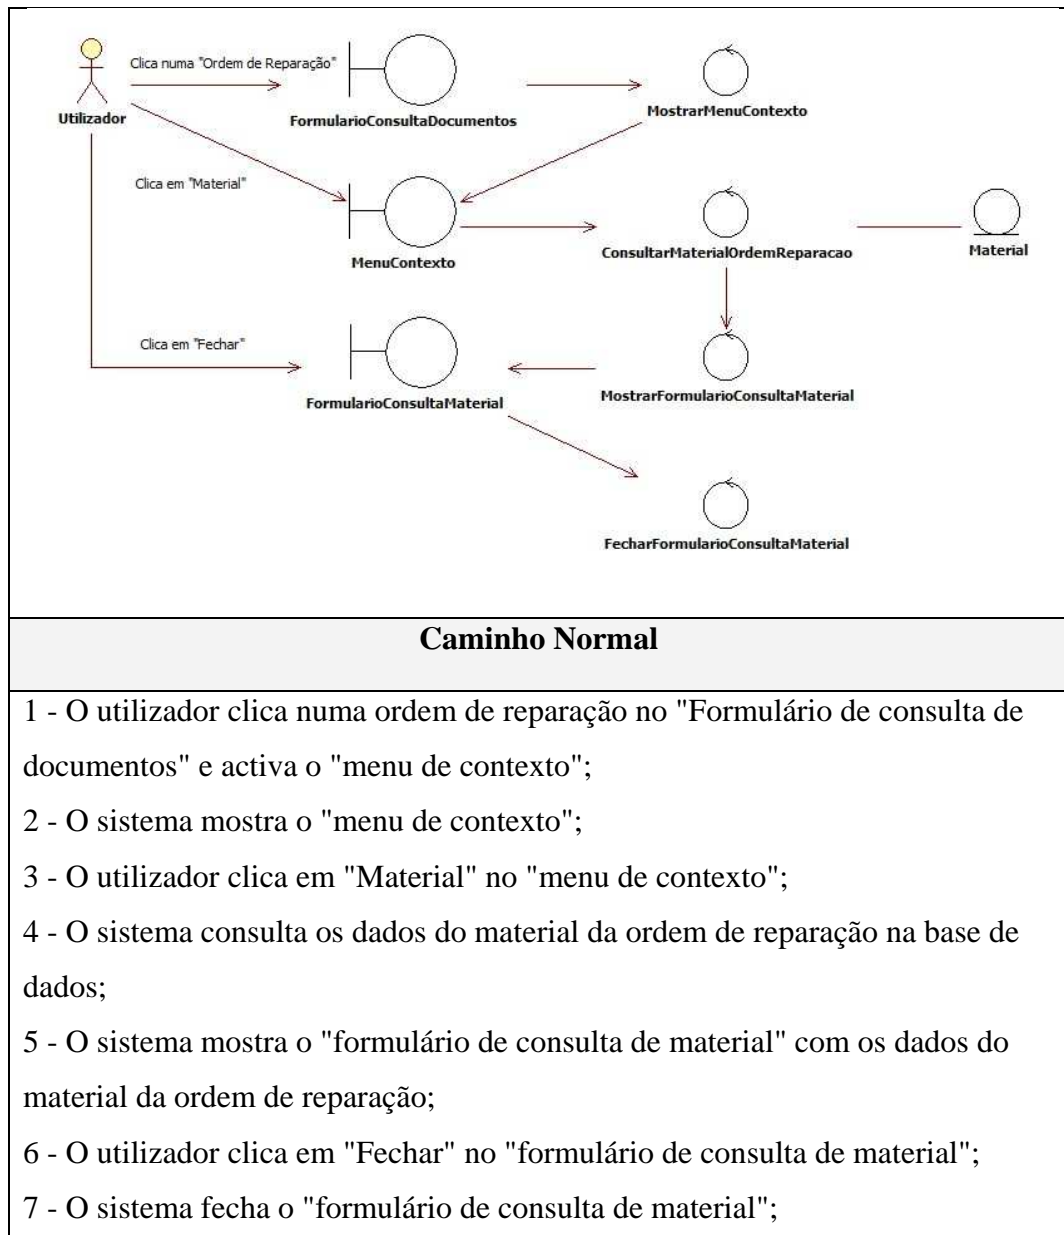 Clica numa "Ordem de Reparação"
Utilizador
FormularioConsultaDocumentos
MostrarMenuContexto
Clica em "Material"
MenuContexto
ConsultarMaterialOrdemReparacao
Material
Clica em "Fechar"
FormularioConsultaMaterial
MostrarFormularioConsultaMaterial
FecharFormularioConsultaMaterial
Caminho Normal
1 - O utilizador clica numa ordem de reparação no "Formulário de consulta de
documentos" e activa o "menu de contexto";
2 - O sistema mostra o "menu de contexto";
3 - O utilizador clica em "Material" no "menu de contexto";
4 - O sistema consulta os dados do material da ordem de reparação na base de
dados;
5 - O sistema mostra o "formulário de consulta de material" com os dados do
material da ordem de reparação;
6 - O utilizador clica em "Fechar" no "formulário de consulta de material";
7 - O sistema fecha o "formulário de consulta de material";